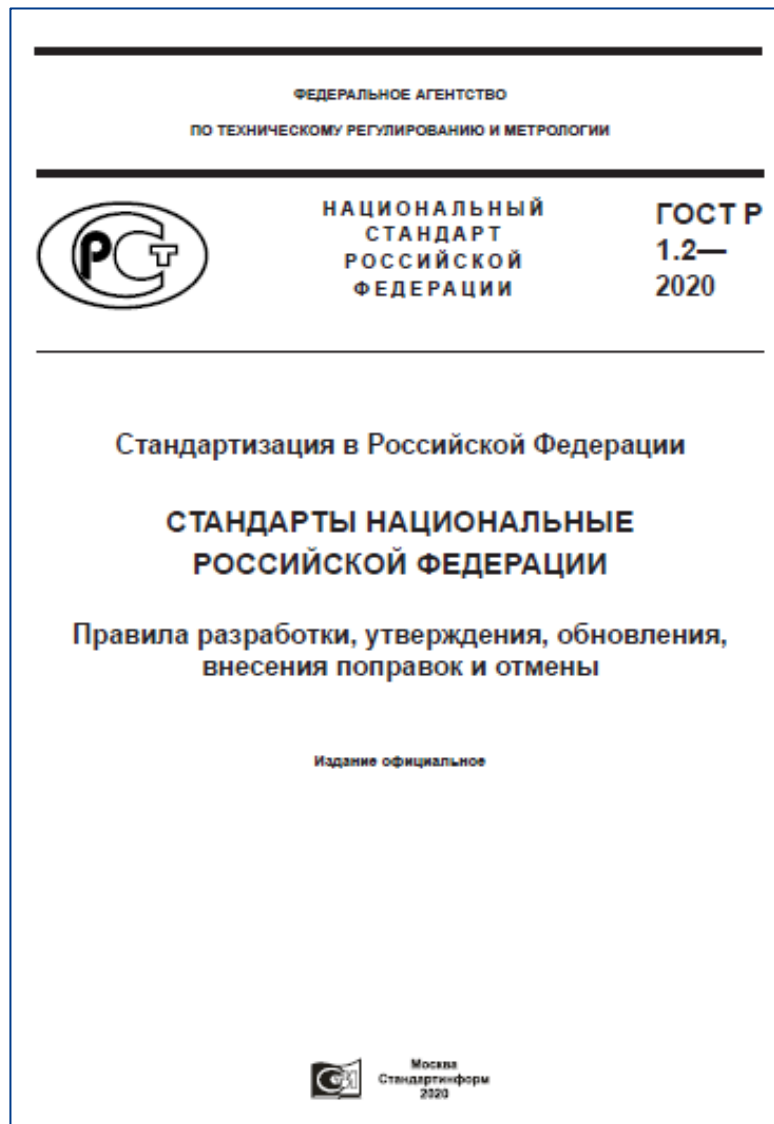 ФЕДЕРАЛЬНОЕ АГЕНТСТВО
ПО ТЕХНИЧЕСКОМУ РЕГУЛИРОВАНИЮ И МЕТРОЛОГИИ
РСТ
НАЦИОНАЛЬНЫЙ
СТАНДАРТ
РОССИЙСКОЙ
ФЕДЕРАЦИИ
ГОСТ Р
1.2—
2020
Стандартизация в Российской Федерации
СТАНДАРТЫ НАЦИОНАЛЬНЫЕ
РОССИЙСКОЙ ФЕДЕРАЦИИ
Правила разработки, утверждения, обновления,
внесения поправок и отмены
Издание официальное
Москва
Стандартинформ
2020